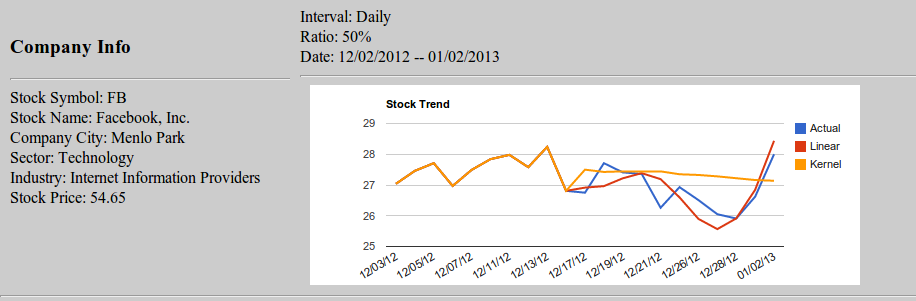 Company Info
Stock Symbol: FB
Stock Name: Facebook, Inc.
Company City: Menlo Park
Sector: Technology
Industry: Internet Information Providers
Stock Price: 54.65
Interval: Daily
Ratio: 50%
Date: 12/02/2012 -- 01/02/2013
Stock Trend
29
28
27
26
25
12/03/12
12/05/12
12/07/12
12/11/12
12/13/12
12/17/12
12/19/12
12/21/12
12/26/12
12/28/12
01/02/13
Actual
Linear
Kernel